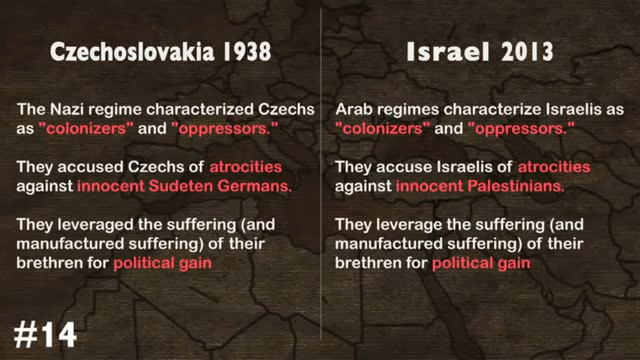 Czechoslovakia 1938
The Nazi regime characterized Czechs
as "colonizers" and "oppressors."
They accused Czechs of atrocities
against innocent Sudeten Germans.
They leveraged the suffering (and
manufactured suffering) of their
brethren for political gain
Israel 2013
Arab regimes characterize Israelis as
"colonizers" and "oppressors."
They accuse Israelis of atrocities
against innocent Palestinians.
They leverage the suffering (and
manufactured suffering) of their
brethren for political gain
#14